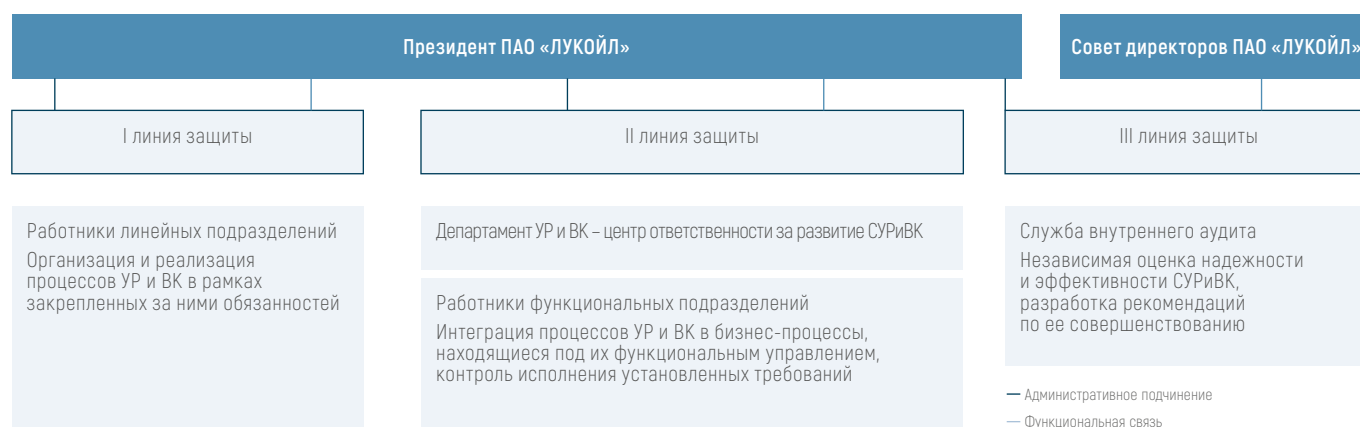 Президент ПАО «ЛУКОЙЛ»
Совет директоров ПАО «ЛУКОЙЛ»
I линия защиты
II линия защиты
III линия защиты
Работники линейных подразделений
Организация и реализация
процессов УР и ВК в рамках
закрепленных за ними обязанностей
Департамент УР и ВК – центр ответственности за развитие СУРиВК
Работники функциональных подразделений
Интеграция процессов УР и ВК в бизнес-процессы,
находящиеся под их функциональным управлением,
контроль исполнения установленных требований
Служба внутреннего аудита
Независимая оценка надежности
и эффективности СУРиВК,
разработка рекомендаций
по ее совершенствованию
— Административное подчинение
— Функциональная связь